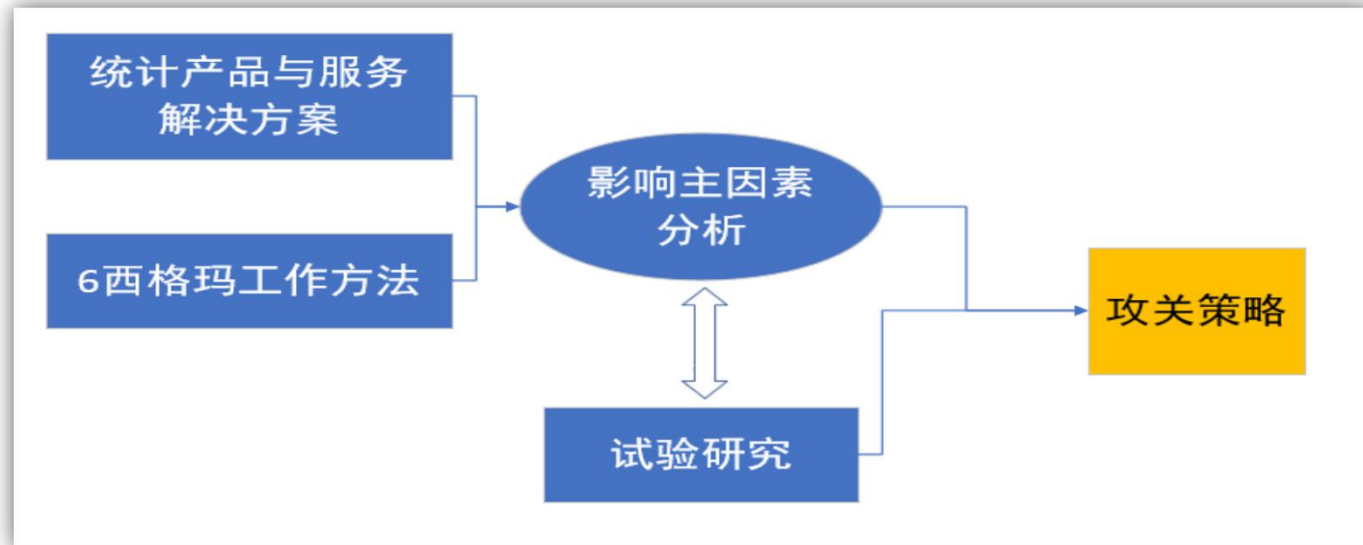 统计产品与服务
解决方案
影响主因素
分析
6西格玛工作方法
攻关策略
试验研究